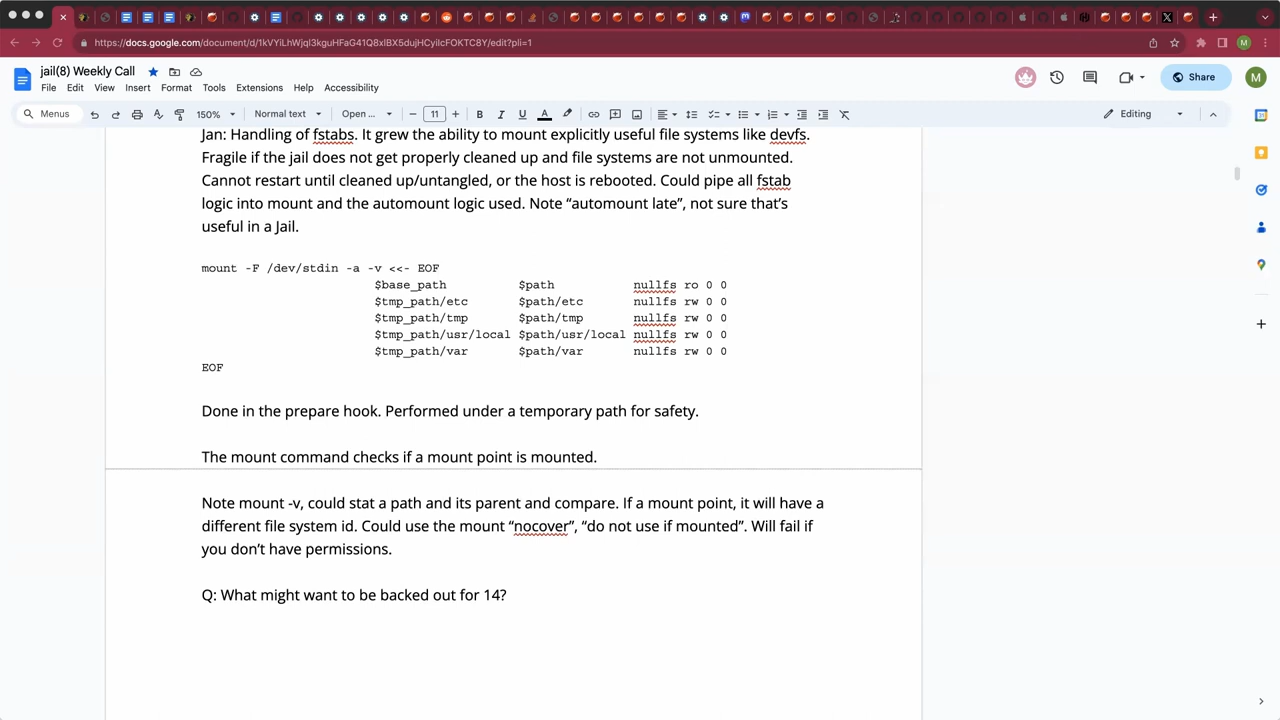 https://docs.google.com/document/d/1kVYiLhWjql3kguHFaG41Q8xlBX5dujHCyilcFOKTC8Y/edit?pli=1
M
jail(8) Weekly Call
File Edit View Insert Format Tools Extensions Help Accessibility
Share
M
Menus
150%
Normal text
Open ...
11
B I U A
Editing
Jan: Handling of fstabs. It grew the ability to mount explicitly useful file systems like devfs.
Fragile if the jail does not get properly cleaned up and file systems are not unmounted.
Cannot restart until cleaned up/untangled, or the host is rebooted. Could pipe all fstab
logic into mount and the automount logic used. Note “automount late”, not sure that’s
useful in a Jail.
mount -F /dev/stdin -a -v <<- EOF
$base_path $path nullfs ro 0 0
$tmp_path/etc $path/etc nullfs rw 0 0
$tmp_path/tmp $path/tmp nullfs rw 0 0
$tmp_path/usr/local $path/usr/local nullfs rw 0 0
$tmp_path/var $path/var nullfs rw 0 0
EOF
Done in the prepare hook. Performed under a temporary path for safety.
The mount command checks if a mount point is mounted.
Note mount -v, could stat a path and its parent and compare. If a mount point, it will have a
different file system id. Could use the mount “nocover”, “do not use if mounted”. Will fail if
you don’t have permissions.
Q: What might want to be backed out for 14?